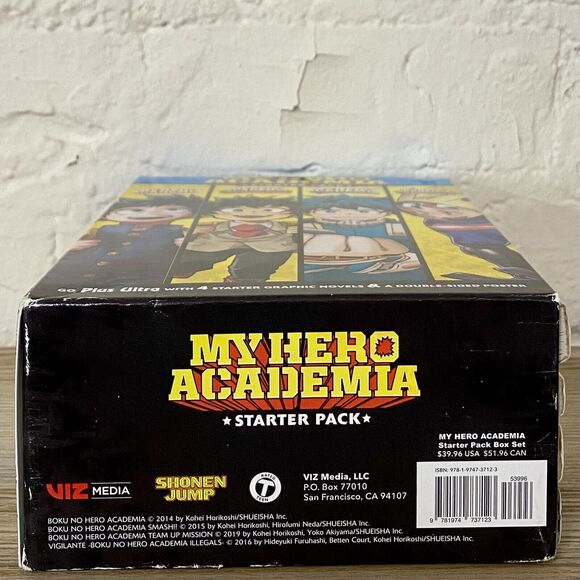 GO Plus Ultra WITH 4 STARTER GRAPHIC NOVELS & A DOUBLE-SIDED POSTER
MY HERO
ACADEMIA
★STARTER PACK★
VIZ MEDIA
SHONEN
JUMP
RATED
T
TEEN
VIZ Media, LLC
P.O. Box 77010
San Francisco, CA 94107
MY HERO ACADEMIA
Starter Pack Box Set
$39.96 USA $51.96 CAN
ISBN: 978-1-9747-3712-3
53996
9 781974 737123
BOKU NO HERO ACADEMIA © 2014 by Kohei Horikoshi/SHUEISHA Inc.
BOKU NO HERO ACADEMIA SMASH!! © 2015 by Kohei Horikoshi, Hirofumi Neda/SHUEISHA Inc.
BOKU NO HERO ACADEMIA TEAM UP MISSION © 2019 by Kohei Horikoshi, Yoko Akiyama/SHUEISHA Inc.
VIGILANTE -BOKU NO HERO ACADEMIA ILLEGALS- © 2016 by Hideyuki Furuhashi, Betten Court, Kohei Horikoshi/SHUEISHA Inc.